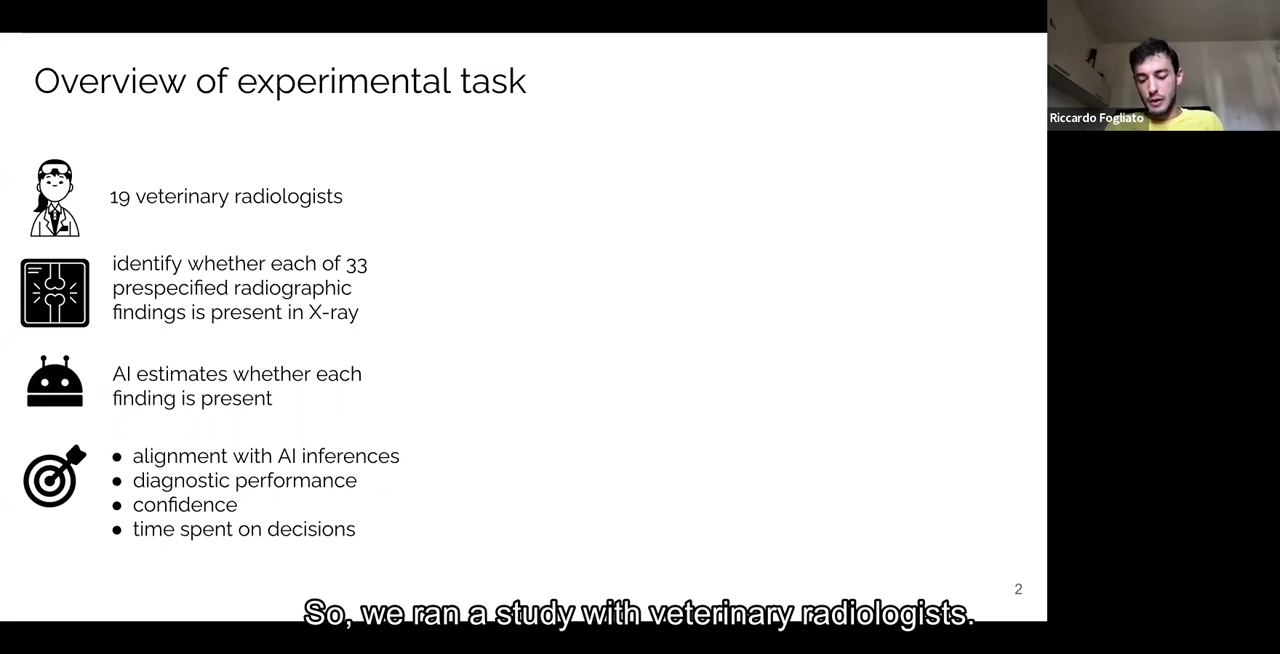 Overview of experimental task
Riccardo Fogliato
19 veterinary radiologists
identify whether each of 33
prespecified radiographic
findings is present in X-ray
AI estimates whether each
finding is present
● alignment with AI inferences
● diagnostic performance
● confidence
● time spent on decisions
2
So, we ran a study with veterinary radiologists.